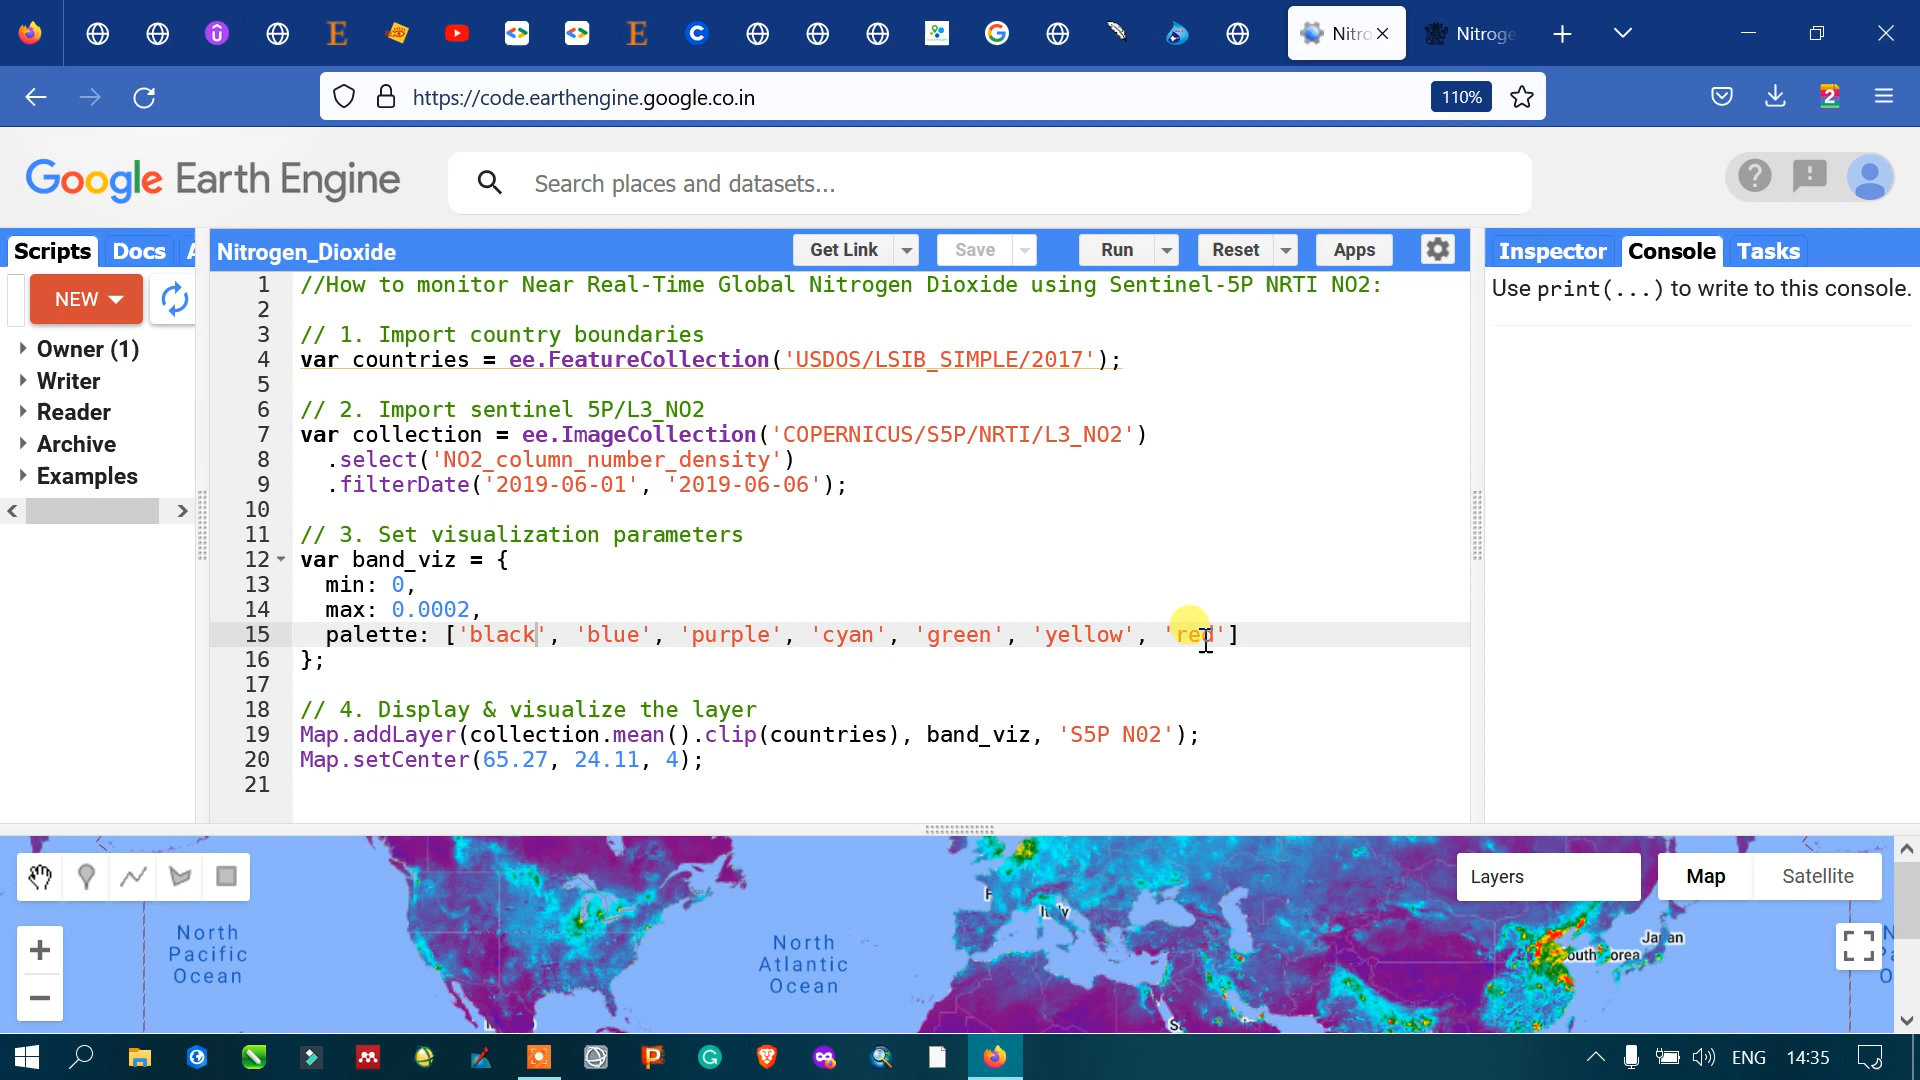 Nitro
Nitroge
https://code.earthengine.google.co.in
110%
2
Google Earth Engine
Search places and datasets...
Scripts Docs A
NEW
Owner (1)
Writer
Reader
Archive
Examples
Nitrogen_Dioxide
Get Link Save Run Reset Apps
1 //How to monitor Near Real-Time Global Nitrogen Dioxide using Sentinel-5P NRTI NO2:
2
3 // 1. Import country boundaries
4 var countries = ee.FeatureCollection('USDOS/LSIB_SIMPLE/2017');
5
6 // 2. Import sentinel 5P/L3_NO2
7 var collection = ee.ImageCollection('COPERNICUS/S5P/NRTI/L3_NO2')
8 .select('NO2_column_number_density')
9 .filterDate('2019-06-01', '2019-06-06');
10
11 // 3. Set visualization parameters
12 var band_viz = {
13 min: 0,
14 max: 0.0002,
15 palette: ['black', 'blue', 'purple', 'cyan', 'green', 'yellow', 'red']
16 };
17
18 // 4. Display & visualize the layer
19 Map.addLayer(collection.mean().clip(countries), band_viz, 'S5P N02');
20 Map.setCenter(65.27, 24.11, 4);
21
Inspector Console Tasks
Use print(...) to write to this console.
Layers
Map
Satellite
North
Pacific
Ocean
North
Atlantic
Ocean
Japan
outh orea
ENG 14:35